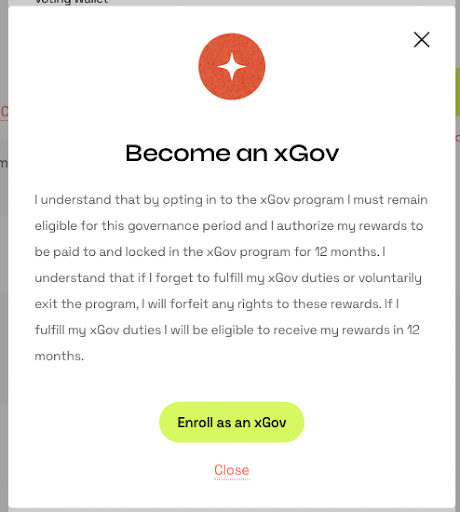 Voting Wallet
Become an xGov
I understand that by opting in to the xGov program I must remain
eligible for this governance period and I authorize my rewards to
be paid to and locked in the xGov program for 12 months. I
understand that if I forget to fulfill my xGov duties or voluntarily
exit the program, I will forfeit any rights to these rewards. If I
fulfill my xGov duties I will be eligible to receive my rewards in 12
months.
Enroll as an xGov
Close